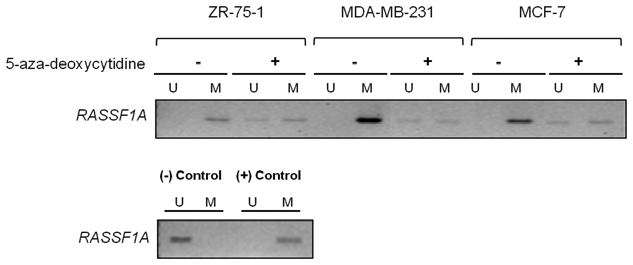 ZR-75-1 MDA-MB-231 MCF-7
5-aza-deoxycytidine - + - + - +
U M U M U M U M U M U M
RASSF1A
(-) Control (+) Control
U M U M
RASSF1A